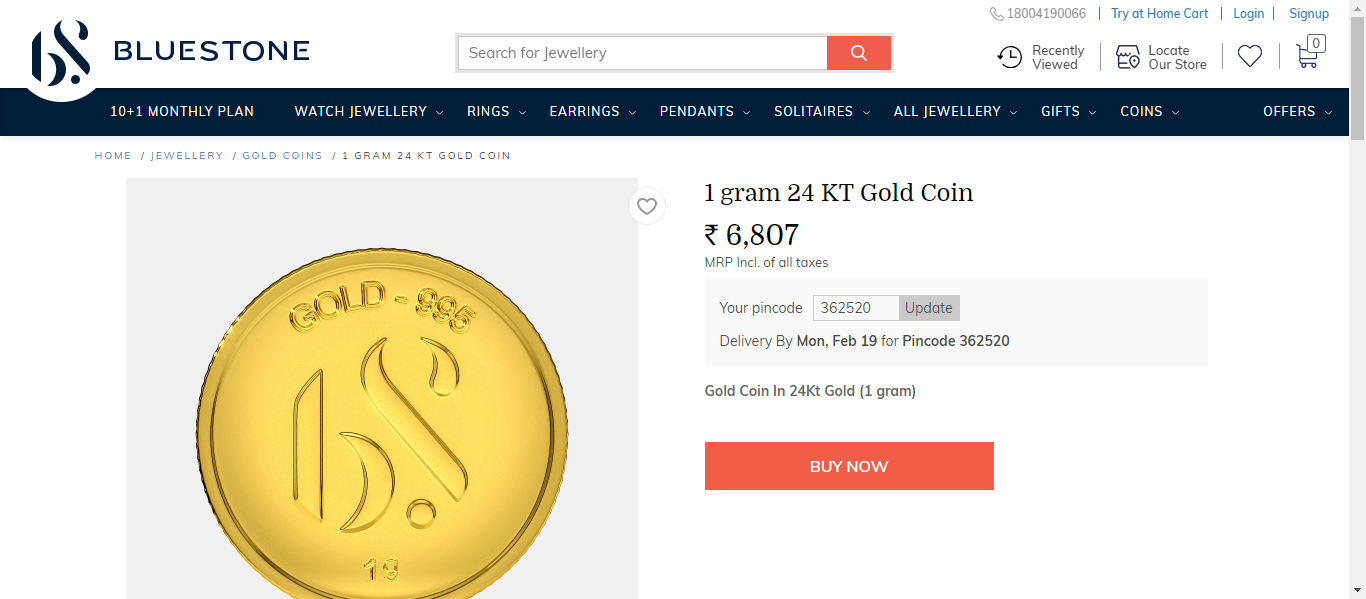 18004190066 | Try at Home Cart | Login | Signup
BLUESTONE
Search for Jewellery
Recently Viewed
Locate Our Store
0
10+1 MONTHLY PLAN WATCH JEWELLERY RINGS EARRINGS PENDANTS SOLITAIRES ALL JEWELLERY GIFTS COINS OFFERS
HOME / JEWELLERY / GOLD COINS / 1 GRAM 24 KT GOLD COIN
GOLD - 995
1g
1 gram 24 KT Gold Coin
₹ 6,807
MRP Incl. of all taxes
Your pincode 362520 Update
Delivery By Mon, Feb 19 for Pincode 362520
Gold Coin In 24Kt Gold (1 gram)
BUY NOW